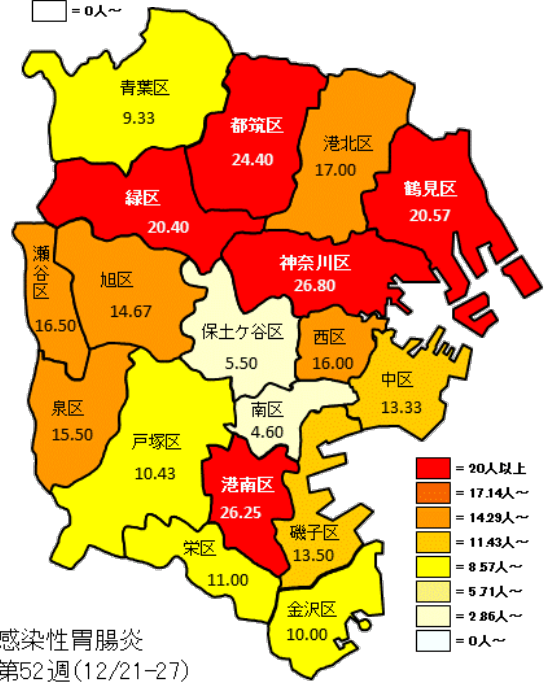 = 0人～
青葉区
9.33
都筑区
24.40
港北区
17.00
鶴見区
20.57
緑区
20.40
神奈川区
26.80
瀬谷区
16.50
旭区
14.67
保土ケ谷区
5.50
西区
16.00
中区
13.33
泉区
15.50
戸塚区
10.43
南区
4.60
港南区
26.25
磯子区
13.50
栄区
11.00
金沢区
10.00
= 20人以上
= 17.14人～
= 14.29人～
= 11.43人～
= 8.57人～
= 5.71人～
= 2.86人～
= 0人～
感染性胃腸炎
第52週(12/21-27)